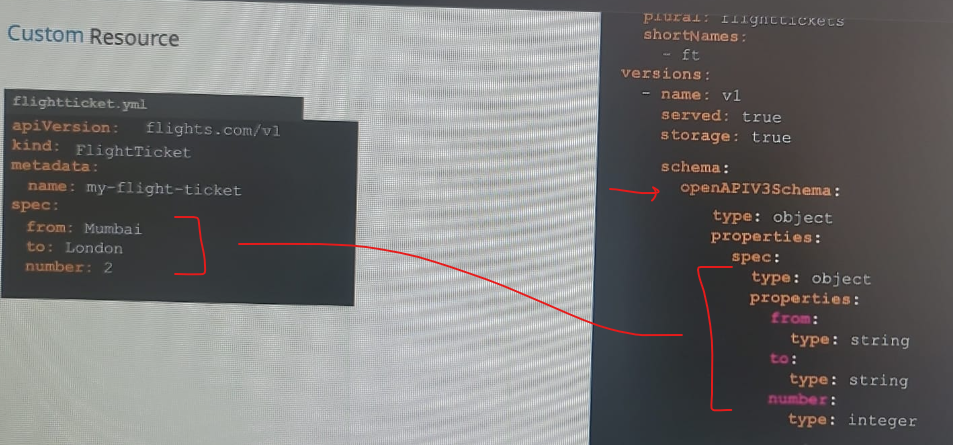 Custom Resource
flightticket.yml
apiVersion: flights.com/v1
kind: FlightTicket
metadata:
name: my-flight-ticket
spec:
from: Mumbai
to: London
number: 2
plural: flighttickets
shortNames:
- ft
versions:
- name: v1
served: true
storage: true
schema:
openAPIV3Schema:
type: object
properties:
spec:
type: object
properties:
from:
type: string
to:
type: string
number:
type: integer